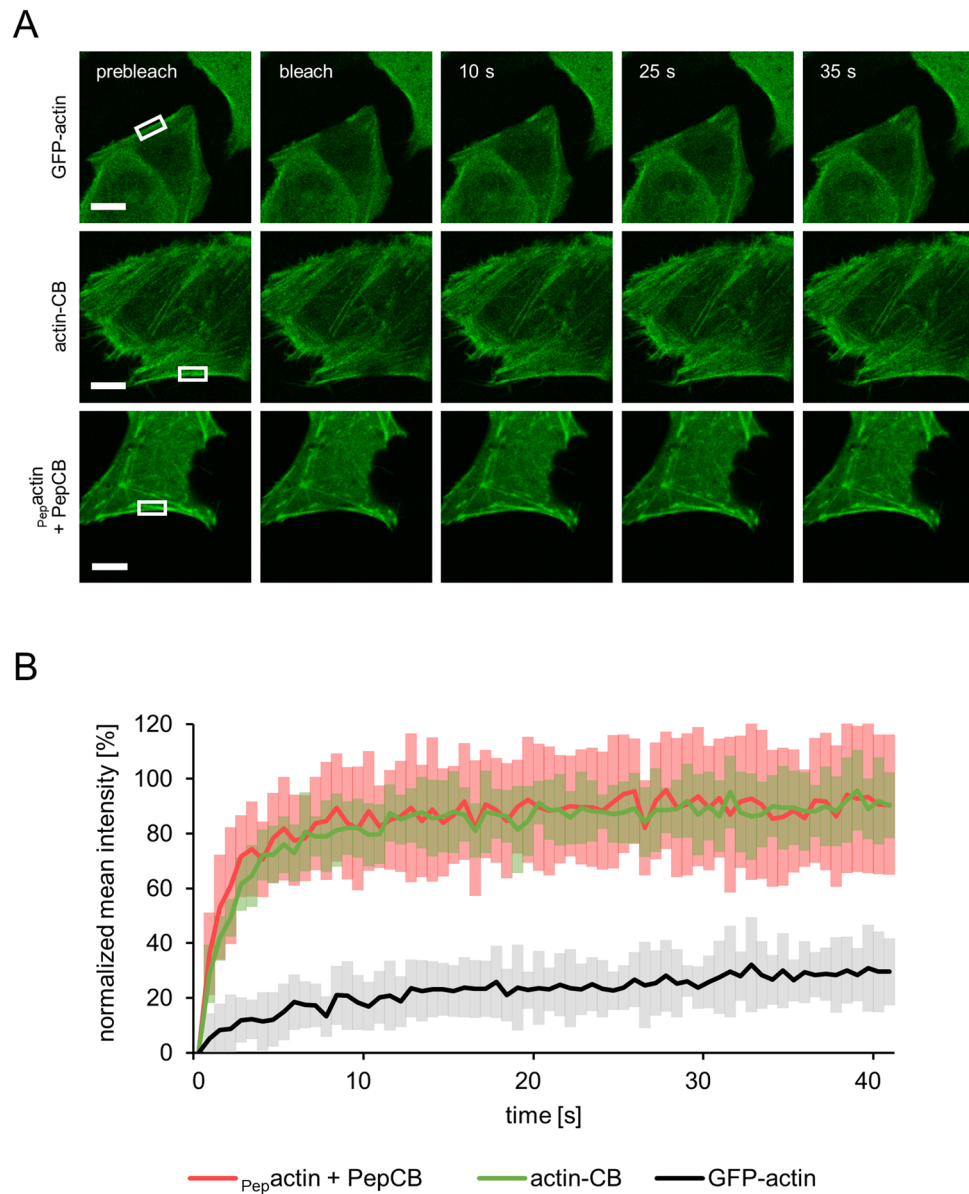 A
prebleach
bleach
10 s
25 s
35 s
GFP-actin
actin-CB
Pepactin
+ PepCB
B
normalized mean intensity [%]
120
100
80
60
40
20
0
0
10
20
30
40
time [s]
Pepactin + PepCB
actin-CB
GFP-actin